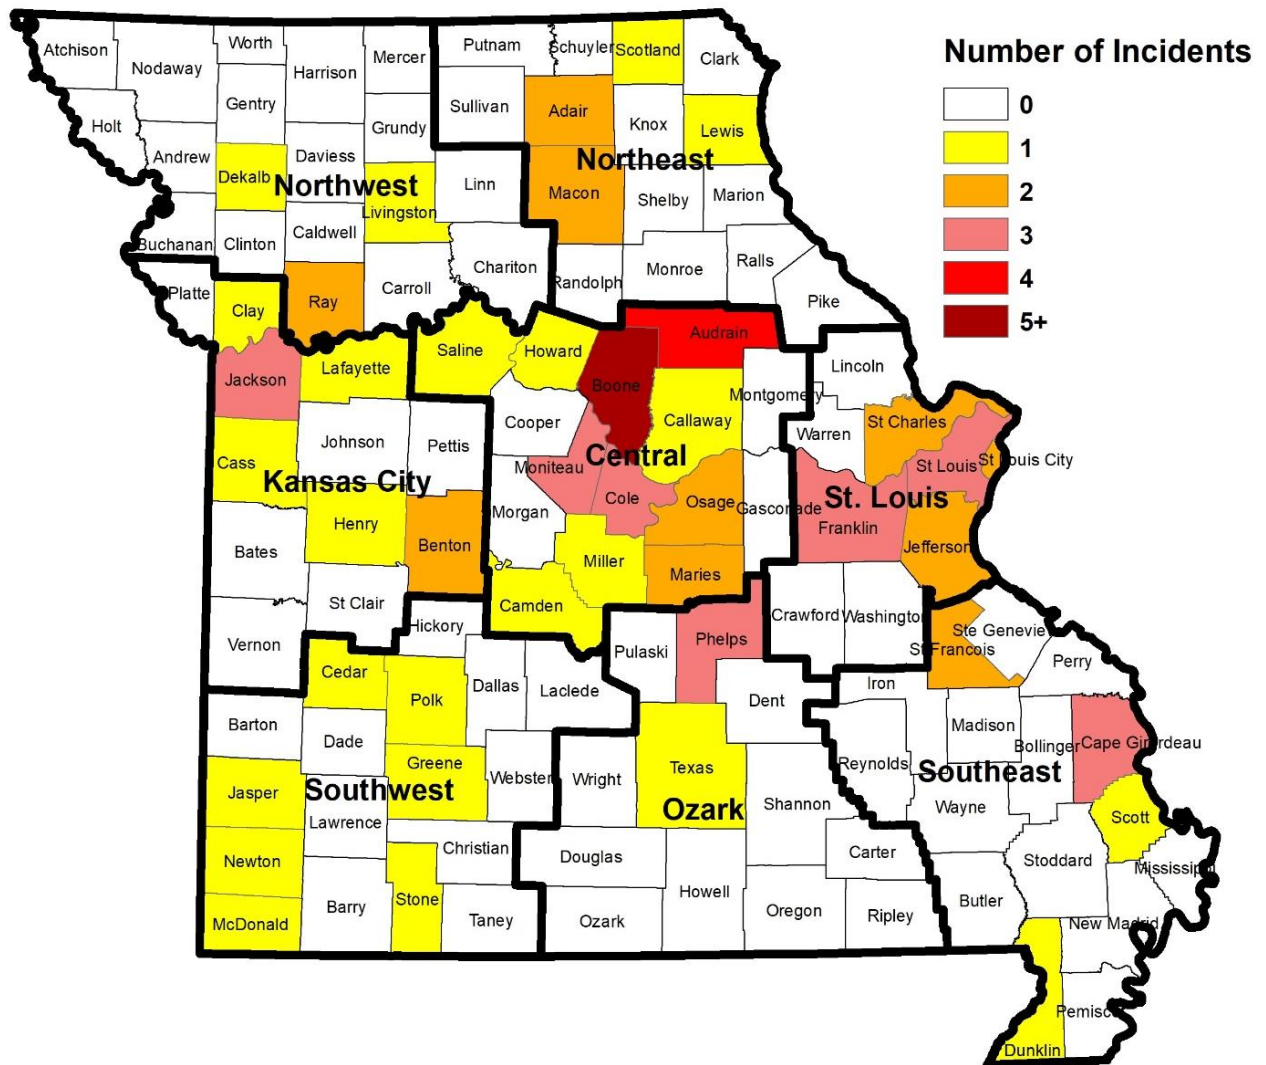 Number of Incidents
0
1
2
3
4
5+
Atchison
Nodaway
Worth
Harrison
Mercer
Putnam
Schuyler
Scotland
Clark
Gentry
Sullivan
Adair
Knox
Lewis
Holt
Andrew
Daviess
Grundy
Northeast
Dekalb
Northwest
Livingston
Linn
Macon
Shelby
Marion
Buchanan
Clinton
Caldwell
Chariton
Randolph
Monroe
Ralls
Platte
Clay
Ray
Carroll
Pike
Jackson
Lafayette
Saline
Howard
Boone
Audrain
Lincoln
Cooper
Callaway
Montgomery
Warren
St Charles
Cass
Johnson
Pettis
Central
Moniteau
St Louis
St Louis City
Kansas City
Henry
Morgan
Cole
Osage
Gasconade
St. Louis
Franklin
Bates
Benton
Miller
Maries
Jefferson
St Clair
Camden
Vernon
Hickory
Pulaski
Phelps
Crawford
Washington
Ste Genevieve
St Francois
Perry
Cedar
Polk
Dallas
Laclede
Dent
Iron
Barton
Dade
Madison
Bollinger
Cape Girardeau
Jasper
Greene
Southwest
Webster
Wright
Texas
Reynolds
Southeast
Lawrence
Ozark
Shannon
Wayne
Scott
Newton
Christian
Douglas
Carter
Stoddard
Mississippi
McDonald
Barry
Stone
Taney
Ozark
Howell
Oregon
Ripley
Butler
New Madrid
Pemiscot
Dunklin